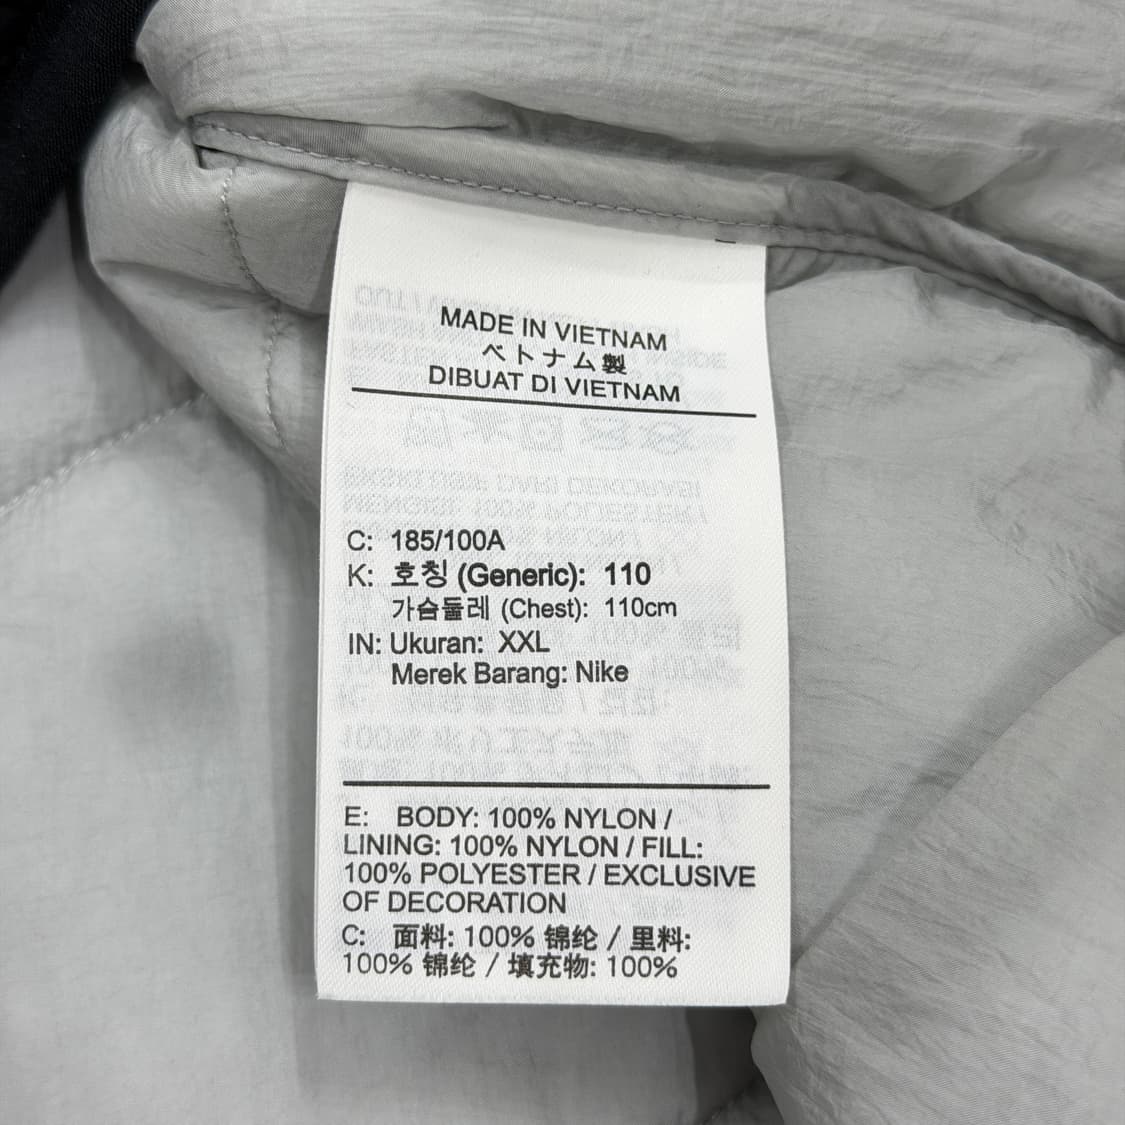 MADE IN VIETNAM
ベトナム製
DIBUAT DI VIETNAM
C: 185/100A
K: 호칭 (Generic): 110
가슴둘레 (Chest): 110cm
IN: Ukuran: XXL
Merek Barang: Nike
E: BODY: 100% NYLON /
LINING: 100% NYLON / FILL:
100% POLYESTER / EXCLUSIVE
OF DECORATION
C: 面料: 100% 锦纶 / 里料:
100% 锦纶 / 填充物: 100%